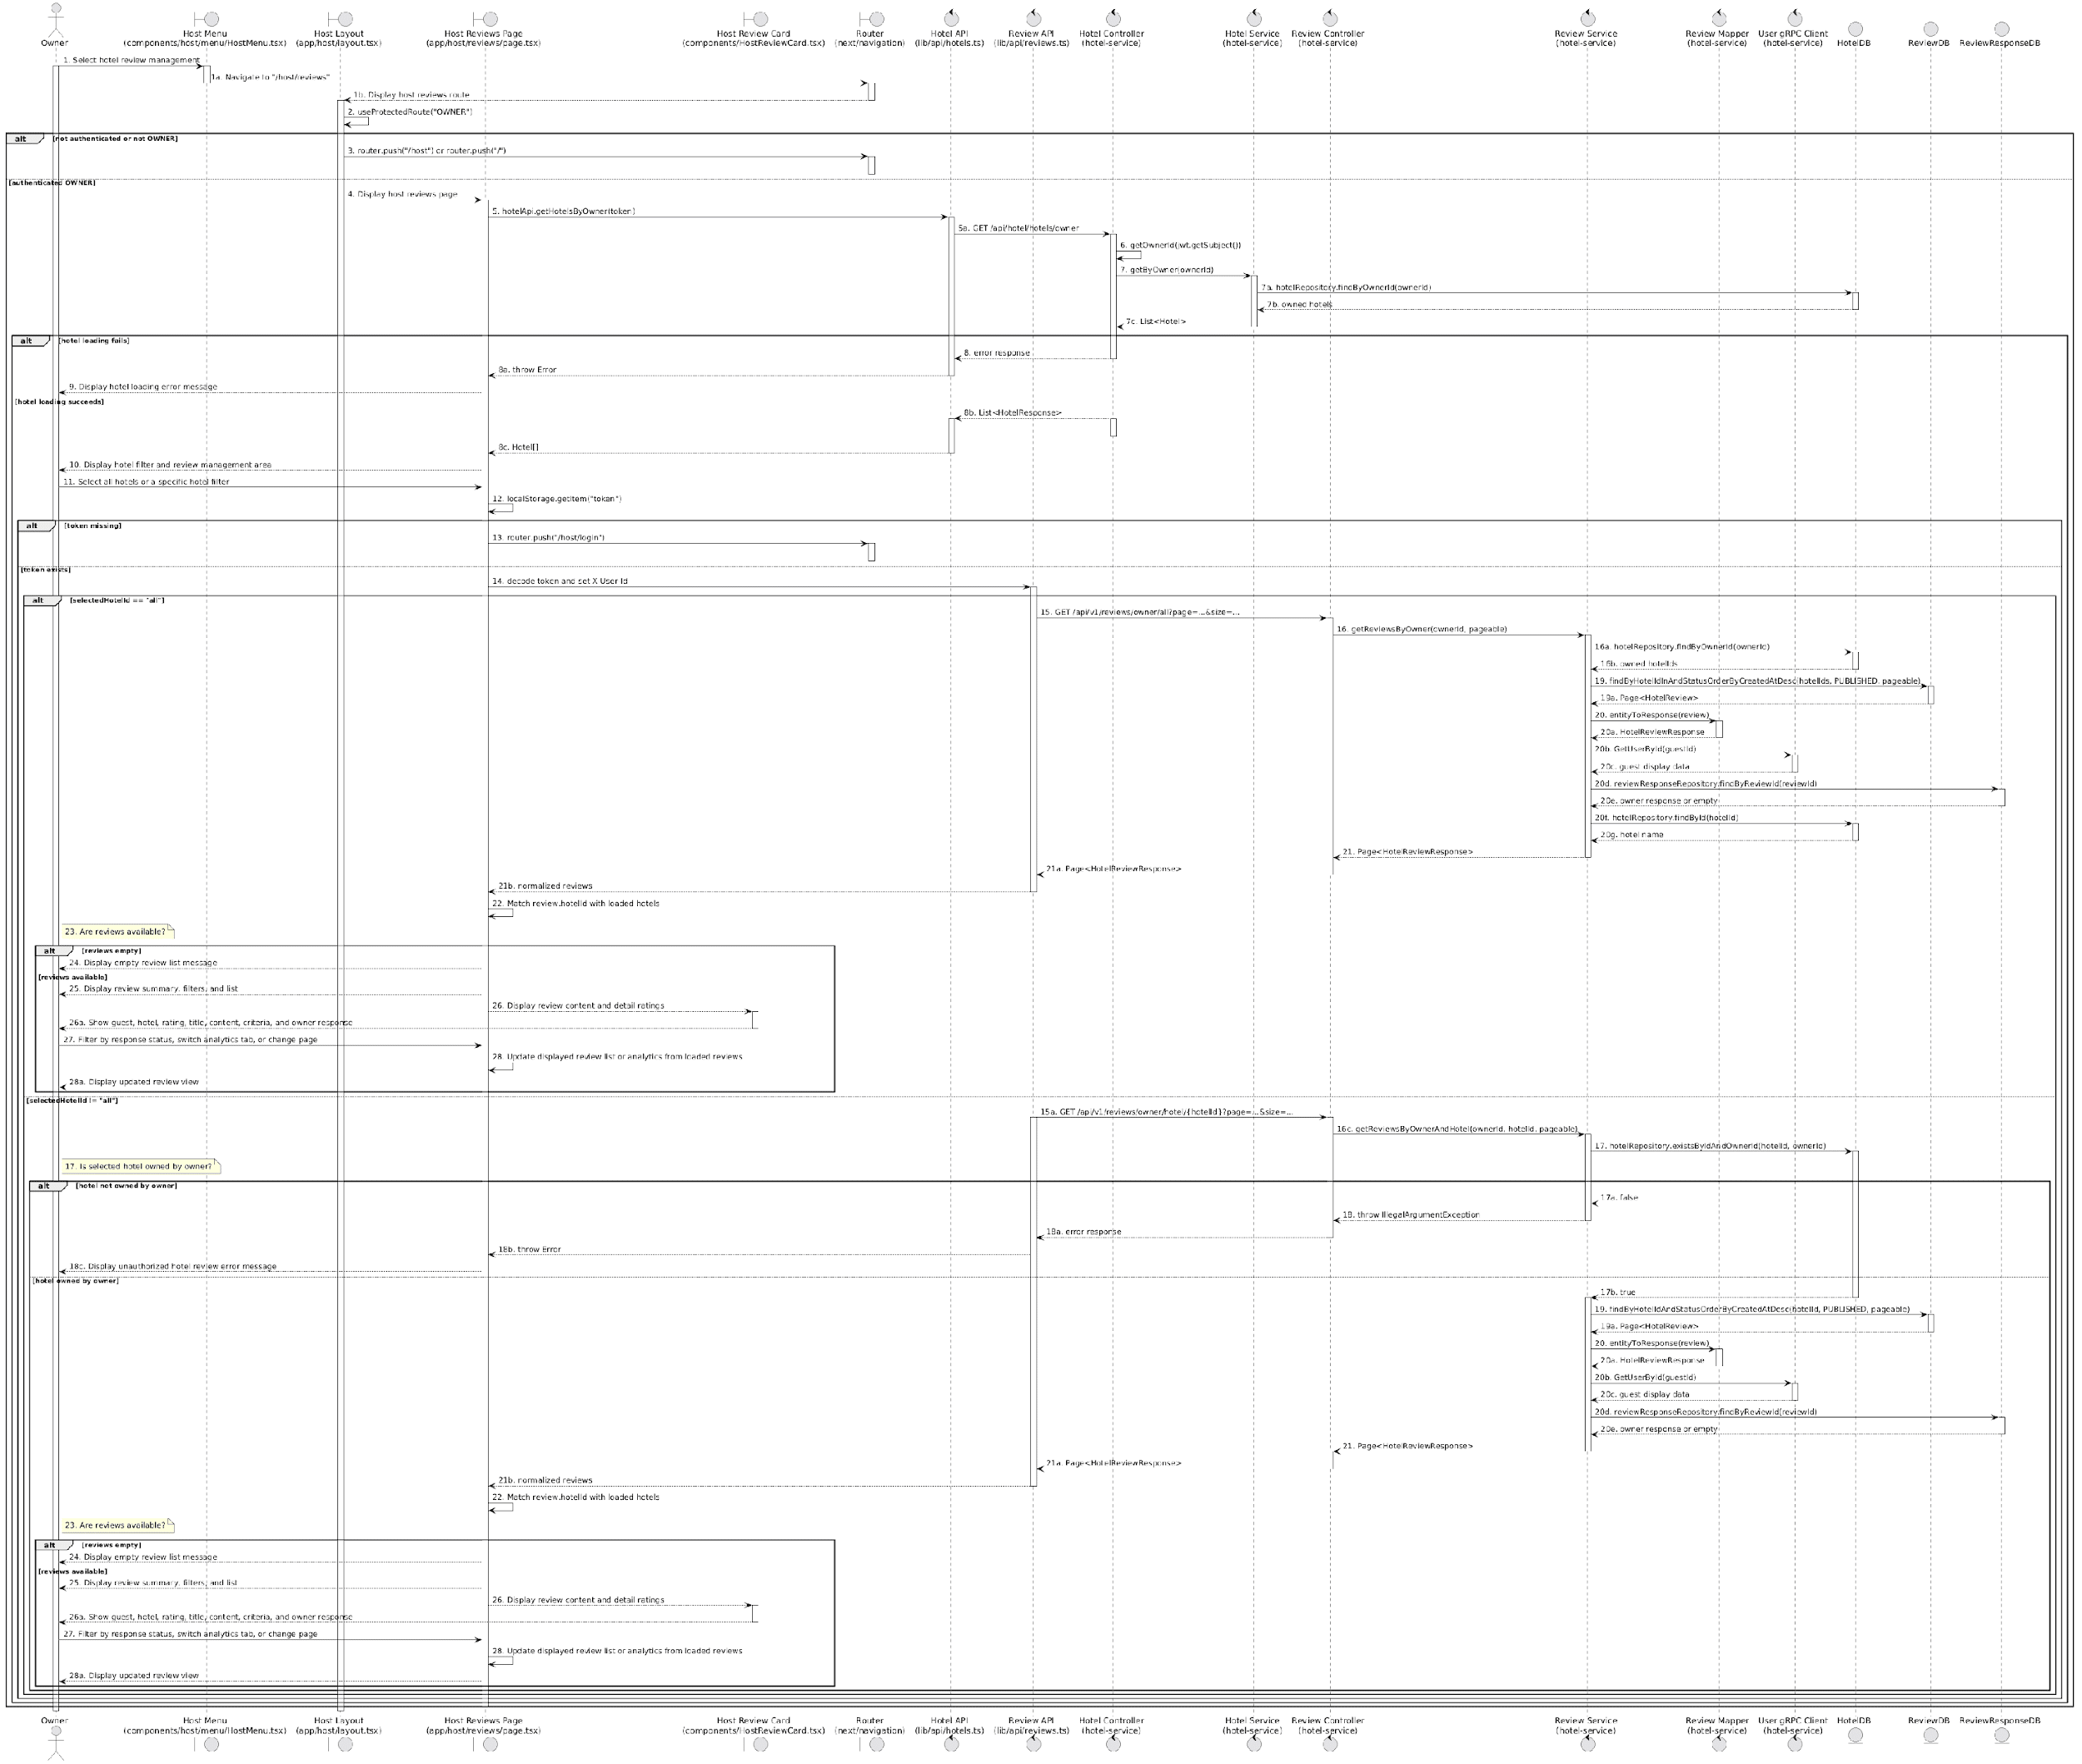 Owner
Host Menu
(components/host/menu/HostMenu.tsx)
Host Layout
(app/host/layout.tsx)
Host Reviews Page
(app/host/reviews/page.tsx)
Host Review Card
(components/HostReviewCard.tsx)
Router
(next/navigation)
Hotel API
(lib/api/hotels.ts)
Review API
(lib/api/reviews.ts)
Hotel Controller
(hotel-service)
Hotel Service
(hotel-service)
Review Controller
(hotel-service)
Review Service
(hotel-service)
Review Mapper
(hotel-service)
User gRPC Client
(hotel-service)
HotelDB
ReviewDB
ReviewResponseDB
1. Select hotel review management
1a. Navigate to "/host/reviews"
1b. Display host reviews route
2. useProtectedRoute("OWNER")
alt [not authenticated or not OWNER]
3. router.push("/host") or router.push("/")
[authenticated OWNER]
4. Display host reviews page
5. hotelApi.getHotelsByOwner(token)
5a. GET /api/hotel/hotels/owner
6. getOwnerId(jwt.getSubject())
7. getByOwner(ownerId)
7a. hotelRepository.findByOwnerId(ownerId)
7b. owned hotels
7c. List<Hotel>
alt [hotel loading fails]
8. error response
8a. throw Error
9. Display hotel loading error message
[hotel loading succeeds]
8b. List<HotelResponse>
8c. Hotel[]
10. Display hotel filter and review management area
11. Select all hotels or a specific hotel filter
12. localStorage.getItem("token")
alt [token missing]
13. router.push("/host/login")
[token exists]
14. decode token and set X-User-Id
alt [selectedHotelId == "all"]
15. GET /api/v1/reviews/owner/all?page=...&size=...
16. getReviewsByOwner(ownerId, pageable)
16a. hotelRepository.findByOwnerId(ownerId)
16b. owned hotelIds
19. findByHotelIdInAndStatusOrderByCreatedAtDesc(hotelIds, PUBLISHED, pageable)
19a. Page<HotelReview>
20. entityToResponse(review)
20a. HotelReviewResponse
20b. GetUserById(guestId)
20c. guest display data
20d. reviewResponseRepository.findByReviewId(reviewId)
20e. owner response or empty
20f. hotelRepository.findById(hotelId)
20g. hotel name
21. Page<HotelReviewResponse>
21a. Page<HotelReviewResponse>
21b. normalized reviews
22. Match review.hotelId with loaded hotels
23. Are reviews available?
alt [reviews empty]
24. Display empty review list message
[reviews available]
25. Display review summary, filters, and list
26. Display review content and detail ratings
26a. Show guest, hotel, rating, title, content, criteria, and owner response
27. Filter by response status, switch analytics tab, or change page
28. Update displayed review list or analytics from loaded reviews
28a. Display updated review view
[selectedHotelId != "all"]
15a. GET /api/v1/reviews/owner/hotel/{hotelId}?page=...&size=...
16c. getReviewsByOwnerAndHotel(ownerId, hotelId, pageable)
17. hotelRepository.existsByIdAndOwnerId(hotelId, ownerId)
17. Is selected hotel owned by owner?
alt [hotel not owned by owner]
17a. false
18. throw IllegalArgumentException
18a. error response
18b. throw Error
18c. Display unauthorized hotel review error message
[hotel owned by owner]
17b. true
19. findByHotelIdAndStatusOrderByCreatedAtDesc(hotelId, PUBLISHED, pageable)
19a. Page<HotelReview>
20. entityToResponse(review)
20a. HotelReviewResponse
20b. GetUserById(guestId)
20c. guest display data
20d. reviewResponseRepository.findByReviewId(reviewId)
20e. owner response or empty
21. Page<HotelReviewResponse>
21a. Page<HotelReviewResponse>
21b. normalized reviews
22. Match review.hotelId with loaded hotels
23. Are reviews available?
alt [reviews empty]
24. Display empty review list message
[reviews available]
25. Display review summary, filters, and list
26. Display review content and detail ratings
26a. Show guest, hotel, rating, title, content, criteria, and owner response
27. Filter by response status, switch analytics tab, or change page
28. Update displayed review list or analytics from loaded reviews
28a. Display updated review view
Owner
Host Menu
(components/host/menu/HostMenu.tsx)
Host Layout
(app/host/layout.tsx)
Host Reviews Page
(app/host/reviews/page.tsx)
Host Review Card
(components/HostReviewCard.tsx)
Router
(next/navigation)
Hotel API
(lib/api/hotels.ts)
Review API
(lib/api/reviews.ts)
Hotel Controller
(hotel-service)
Hotel Service
(hotel-service)
Review Controller
(hotel-service)
Review Service
(hotel-service)
Review Mapper
(hotel-service)
User gRPC Client
(hotel-service)
HotelDB
ReviewDB
ReviewResponseDB